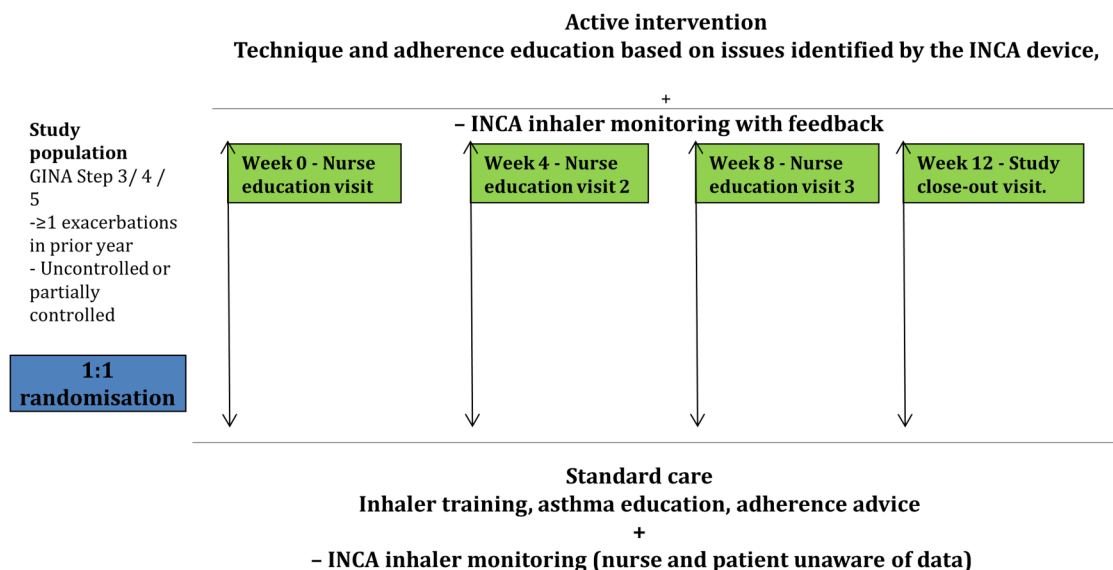 Active intervention
Technique and adherence education based on issues identified by the INCA device,
+
– INCA inhaler monitoring with feedback
Study
population
GINA Step 3/ 4 /
5
-≥1 exacerbations
in prior year
- Uncontrolled or
partially
controlled
1:1
randomisation
Week 0 - Nurse
education visit
Week 4 - Nurse
education visit 2
Week 8 - Nurse
education visit 3
Week 12 - Study
close-out visit.
Standard care
Inhaler training, asthma education, adherence advice
+
– INCA inhaler monitoring (nurse and patient unaware of data)